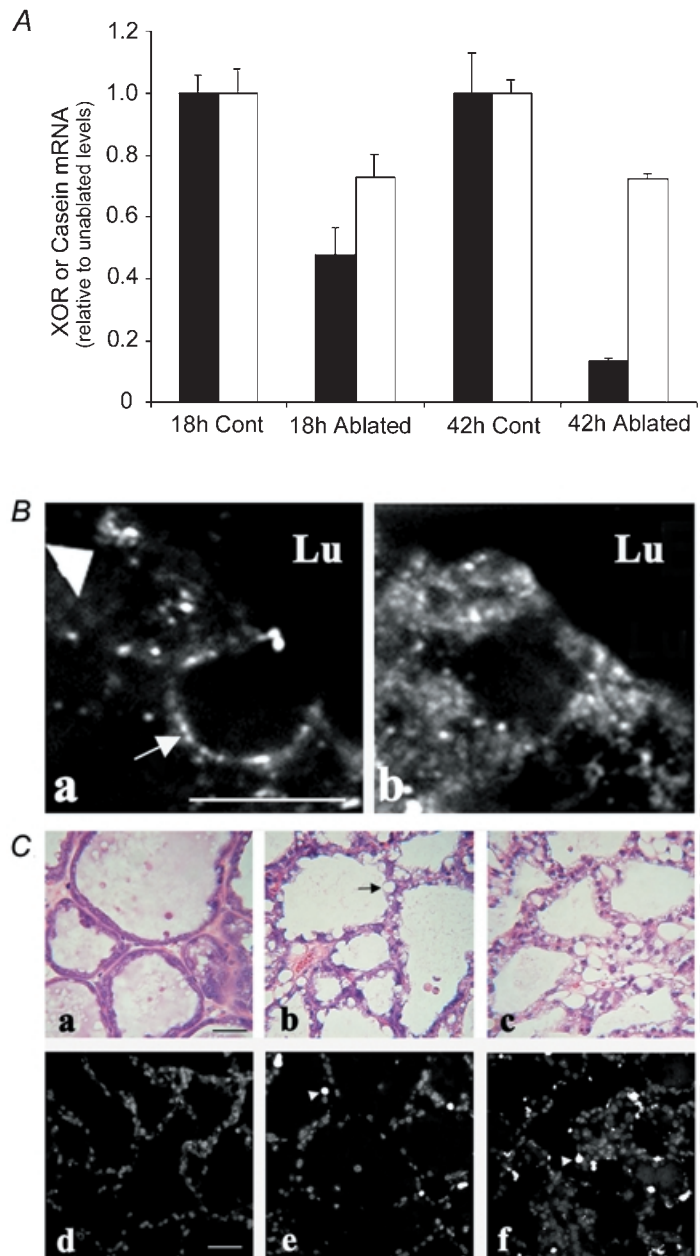 A
XOR or Casein mRNA
(relative to unablated levels)
1.2
1.0
0.8
0.6
0.4
0.2
0
18h Cont 18h Ablated 42h Cont 42h Ablated
B
Lu Lu
a b
C
a b c
d e f